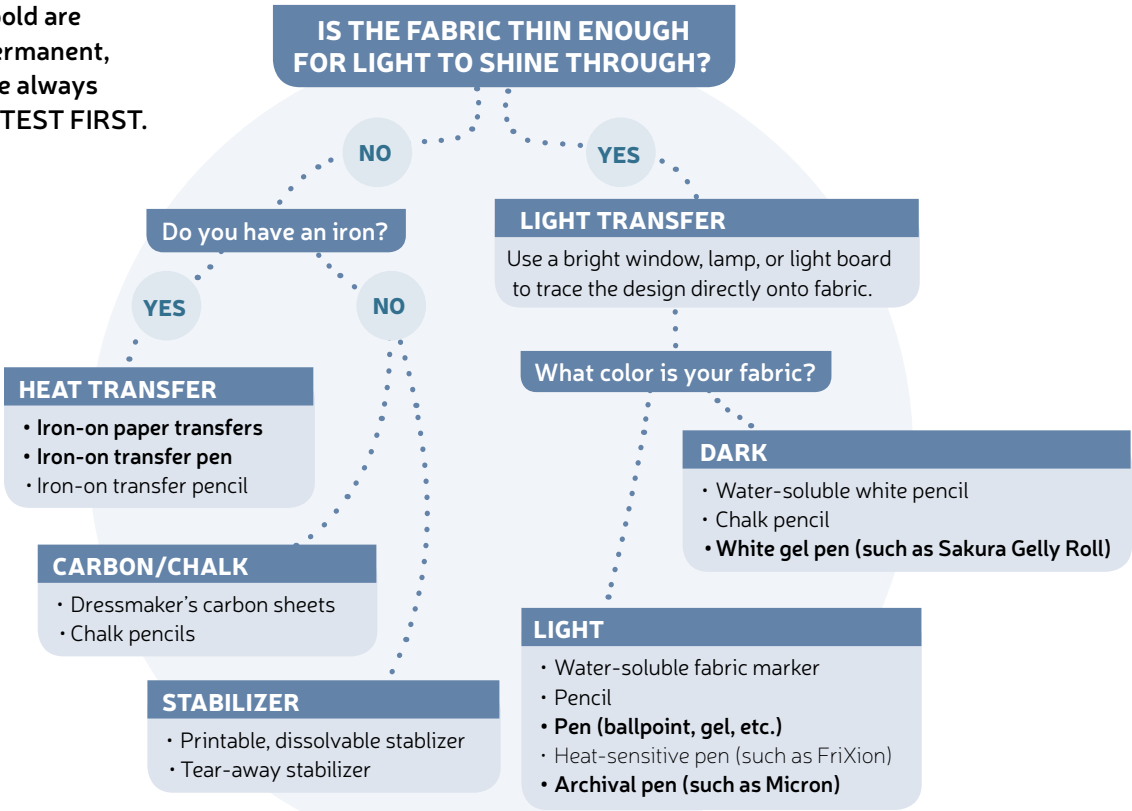 old are
ermanent,
e always
TEST FIRST.
IS THE FABRIC THIN ENOUGH
FOR LIGHT TO SHINE THROUGH?
NO
YES
Do you have an iron?
LIGHT TRANSFER
Use a bright window, lamp, or light board
to trace the design directly onto fabric.
YES
NO
What color is your fabric?
HEAT TRANSFER
• Iron-on paper transfers
• Iron-on transfer pen
• Iron-on transfer pencil
DARK
• Water-soluble white pencil
• Chalk pencil
• White gel pen (such as Sakura Gelly Roll)
CARBON/CHALK
• Dressmaker's carbon sheets
• Chalk pencils
LIGHT
• Water-soluble fabric marker
• Pencil
• Pen (ballpoint, gel, etc.)
• Heat-sensitive pen (such as FriXion)
• Archival pen (such as Micron)
STABILIZER
• Printable, dissolvable stablizer
• Tear-away stabilizer